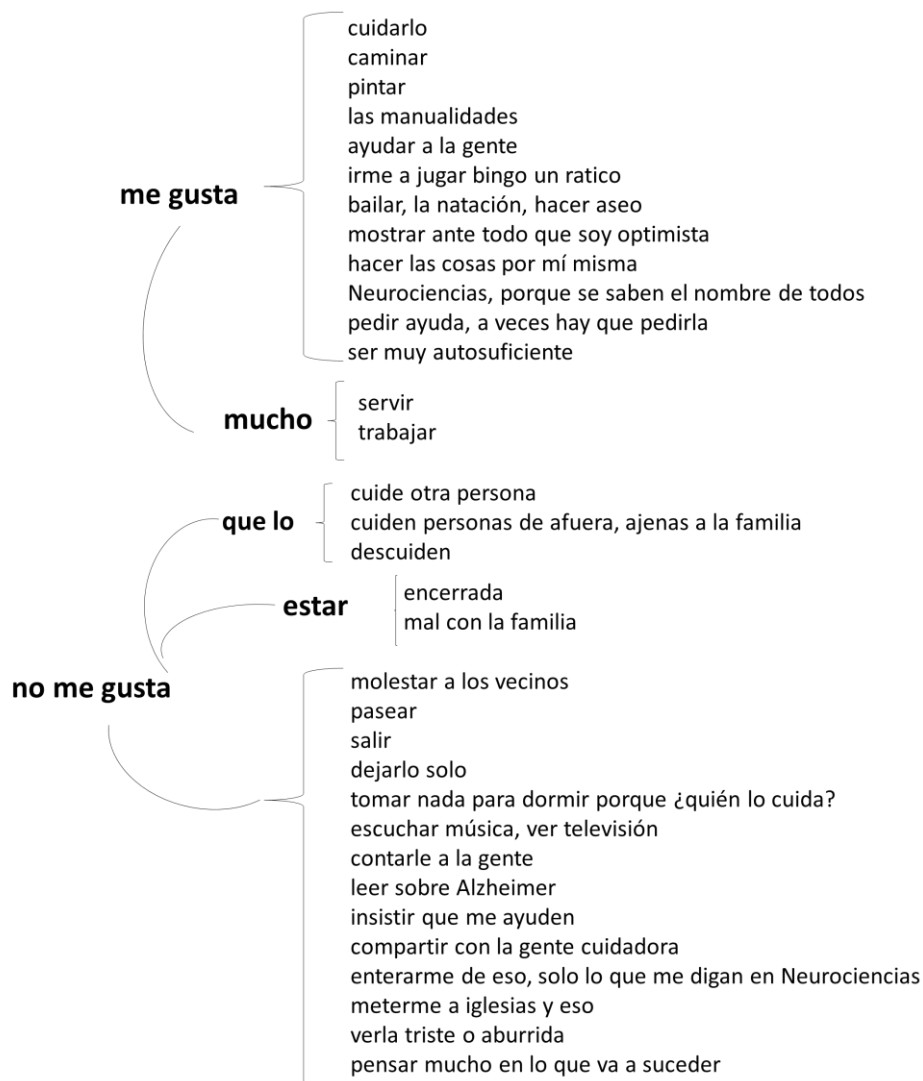 me gusta
cuidarlo
caminar
pintar
las manualidades
ayudar a la gente
irme a jugar bingo un ratico
bailar, la natación, hacer aseo
mostrar ante todo que soy optimista
hacer las cosas por mí misma
Neurociencias, porque se saben el nombre de todos
pedir ayuda, a veces hay que pedirla
ser muy autosuficiente
mucho
servir
trabajar
no me gusta
que lo
cuide otra persona
cuiden personas de afuera, ajenas a la familia
descuiden
estar
encerrada
mal con la familia
molestar a los vecinos
pasear
salir
dejarlo solo
tomar nada para dormir porque ¿quién lo cuida?
escuchar música, ver televisión
contarle a la gente
leer sobre Alzheimer
insistir que me ayuden
compartir con la gente cuidadora
enterarme de eso, solo lo que me digan en Neurociencias
meterme a iglesias y eso
verla triste o aburrida
pensar mucho en lo que va a suceder